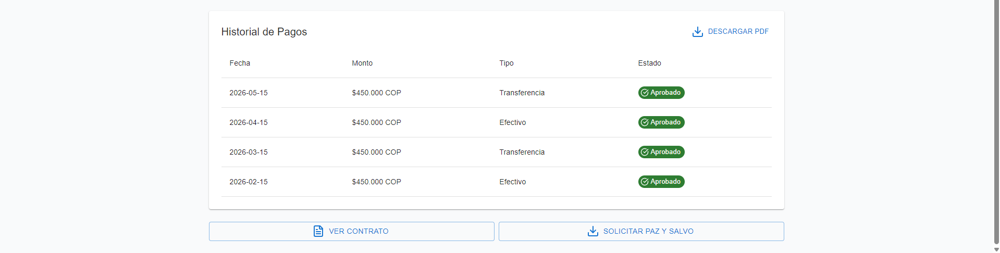 Historial de Pagos
DESCARGAR PDF
Fecha Monto Tipo Estado
2026-05-15 $450.000 COP Transferencia Aprobado
2026-04-15 $450.000 COP Efectivo Aprobado
2026-03-15 $450.000 COP Transferencia Aprobado
2026-02-15 $450.000 COP Efectivo Aprobado
VER CONTRATO
SOLICITAR PAZ Y SALVO